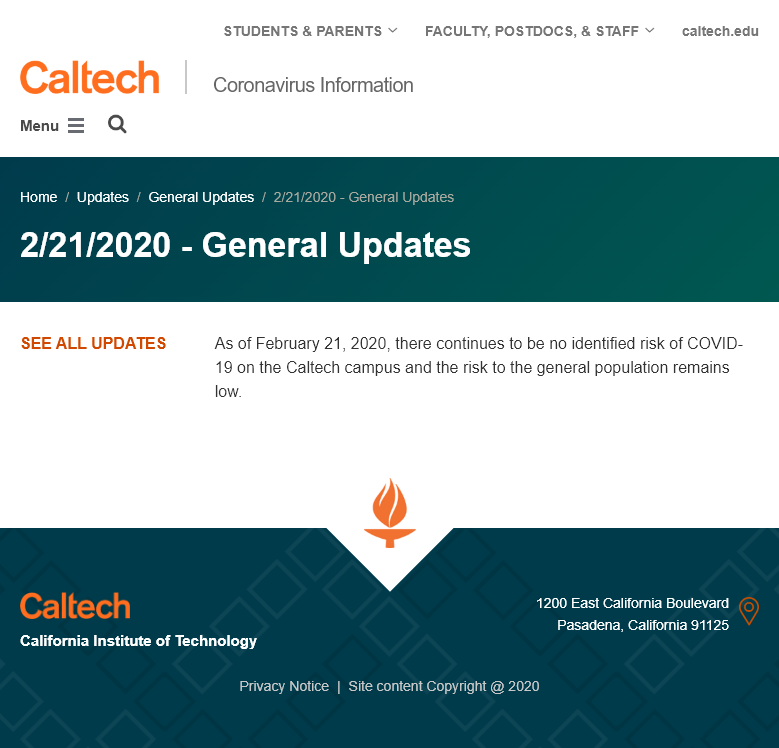 STUDENTS & PARENTS FACULTY, POSTDOCS, & STAFF caltech.edu
Caltech Coronavirus Information
Menu
Home / Updates / General Updates / 2/21/2020 - General Updates
2/21/2020 - General Updates
SEE ALL UPDATES
As of February 21, 2020, there continues to be no identified risk of COVID-
19 on the Caltech campus and the risk to the general population remains
low.
Caltech
California Institute of Technology
1200 East California Boulevard
Pasadena, California 91125
Privacy Notice | Site content Copyright @ 2020